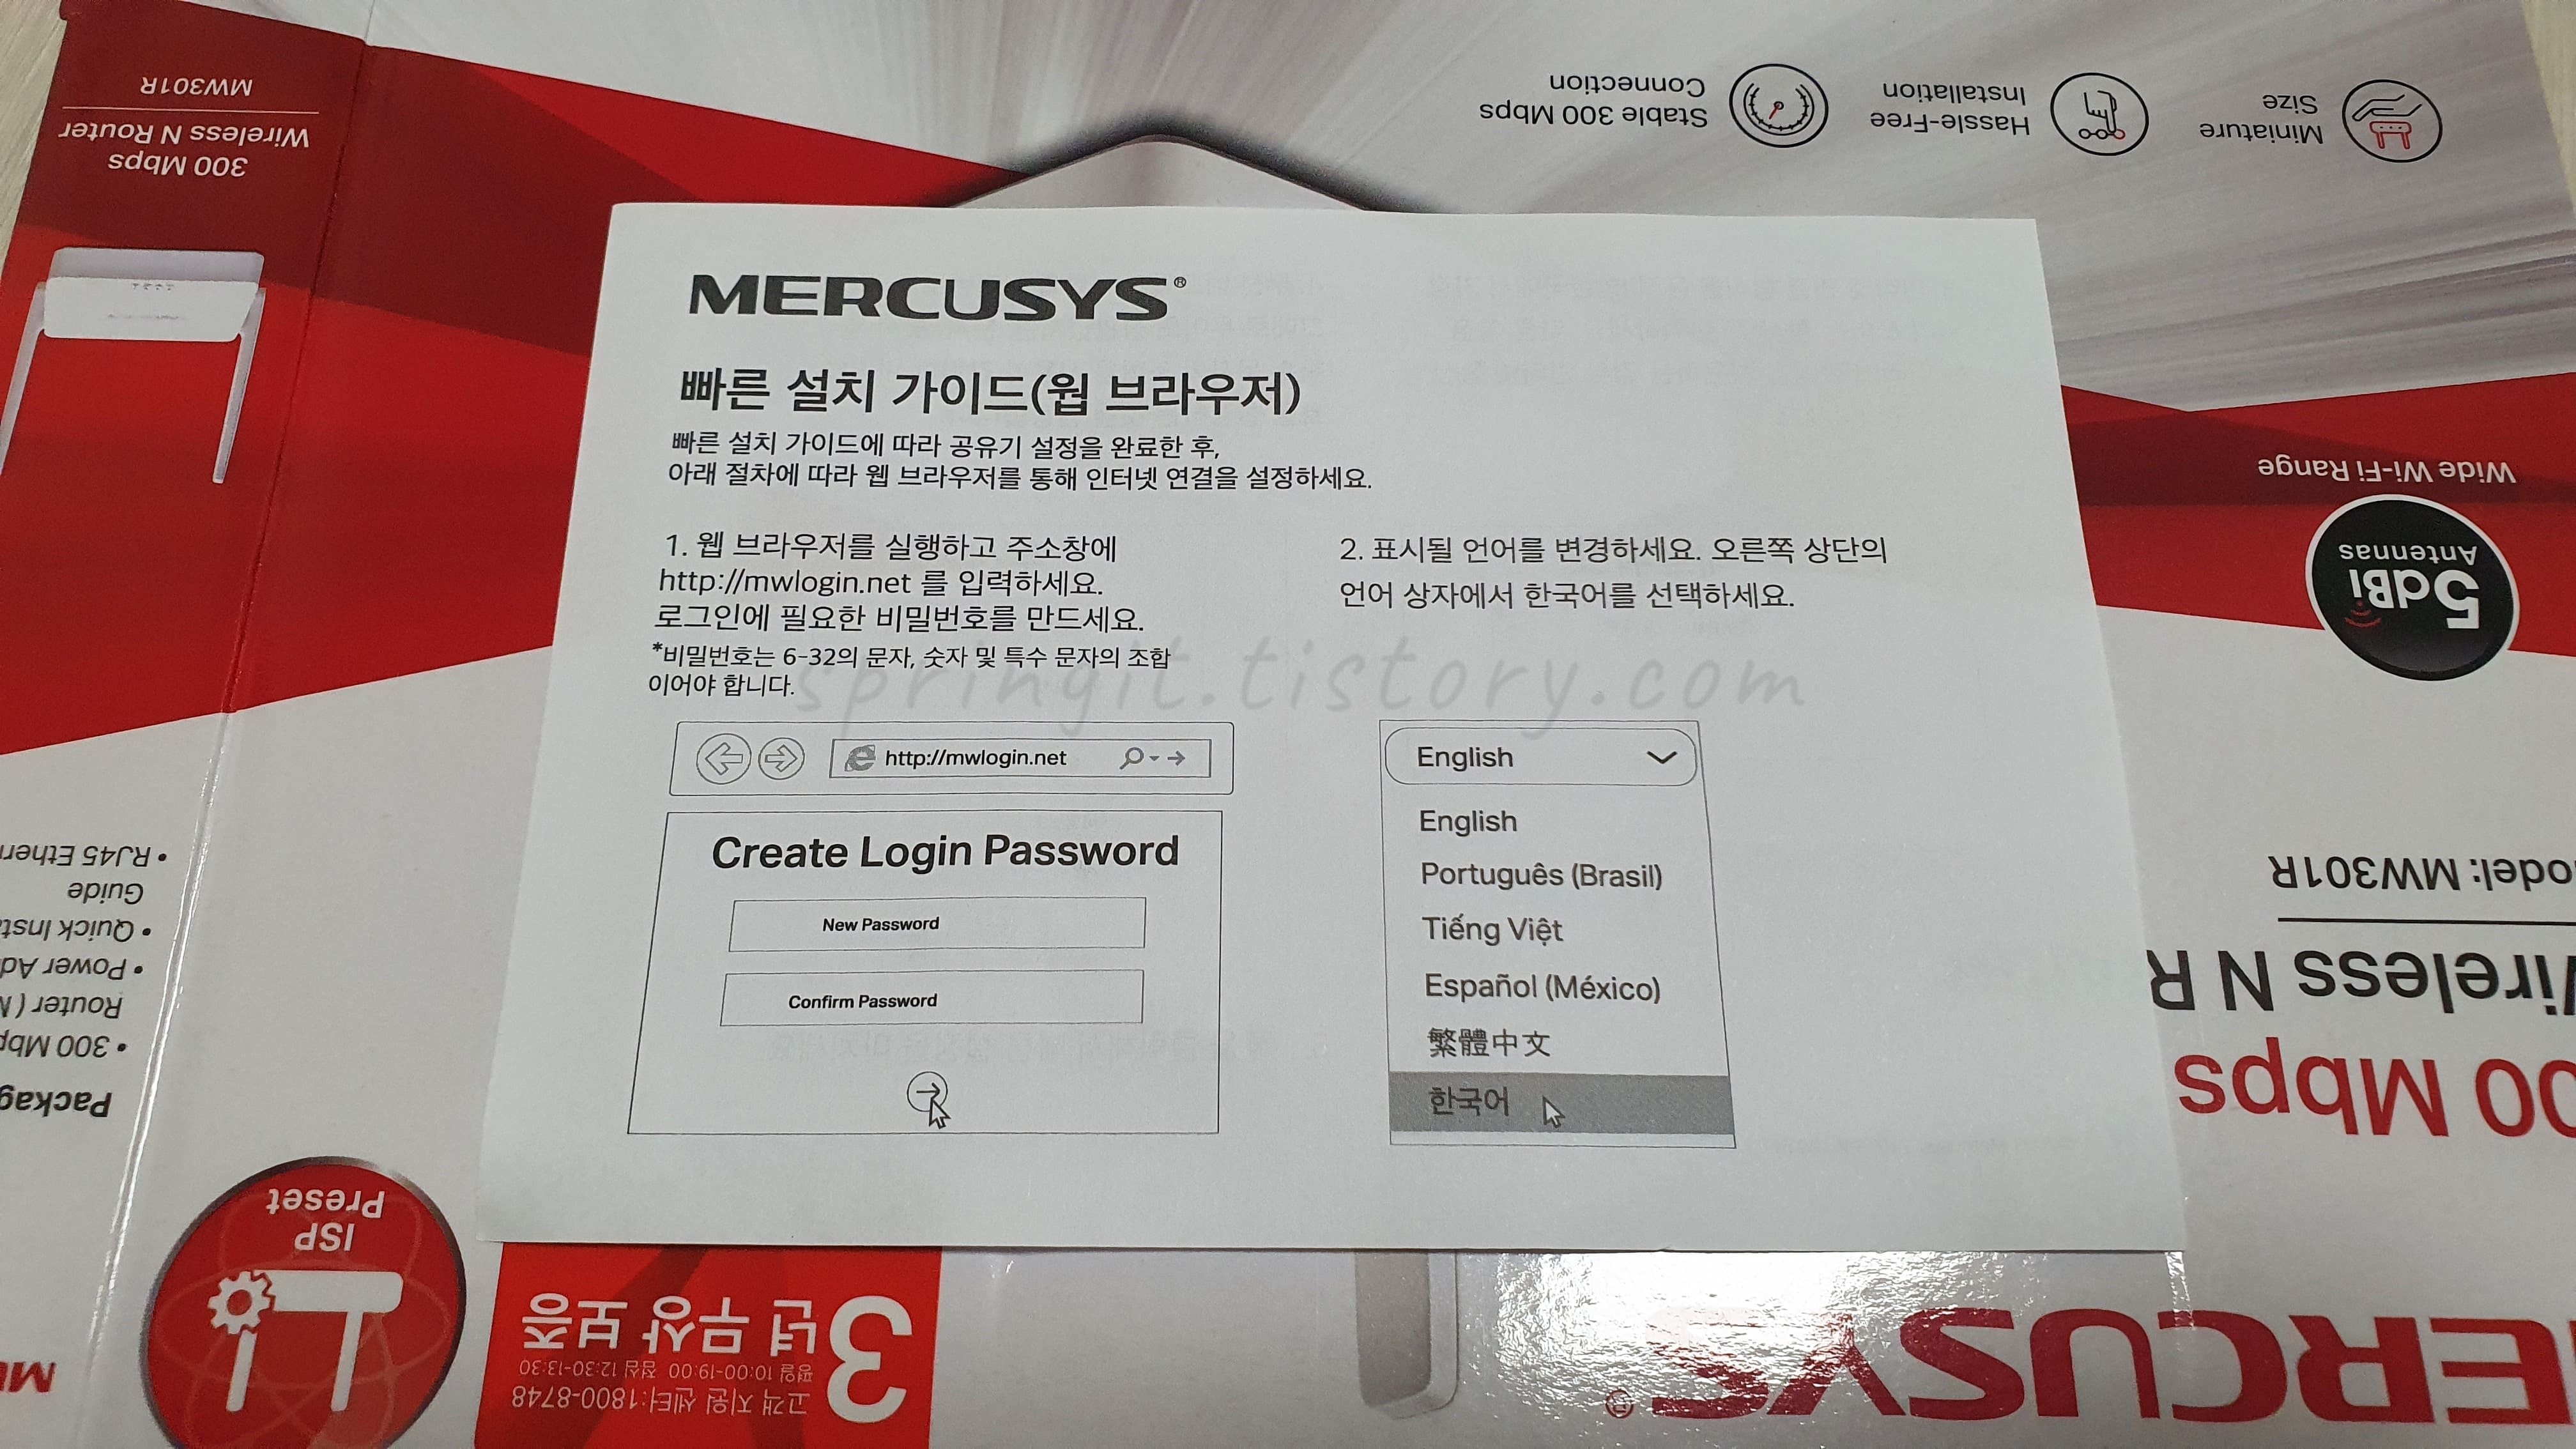 MERCUSYS®
빠른 설치 가이드(웹 브라우저)
빠른 설치 가이드에 따라 공유기 설정을 완료한 후,
아래 절차에 따라 웹 브라우저를 통해 인터넷 연결을 설정하세요.
1. 웹 브라우저를 실행하고 주소창에
http://mwlogin.net 를 입력하세요.
로그인에 필요한 비밀번호를 만드세요.
*비밀번호는 6-32의 문자, 숫자 및 특수 문자의 조합
이어야 합니다.
http://mwlogin.net
Create Login Password
New Password
Confirm Password
2. 표시될 언어를 변경하세요. 오른쪽 상단의
언어 상자에서 한국어를 선택하세요.
English
English
Português (Brasil)
Tiếng Việt
Español (México)
繁體中文
한국어
springit.tistory.com
300 Mbps
Wireless N Router
MW301R
Miniature
Size
Hassle-Free
Installation
Stable 300 Mbps
Connection
Wide Wi-Fi Range
5dBi
Antennas
MW301R
Mbps
Guide
• RJ45
• Quick
• Power
Router
• 300
ISP
Preset
3년 무상 보증
고객 지원 센터:1800-8748
평일 10:00-19:00 점심 12:30-13:30